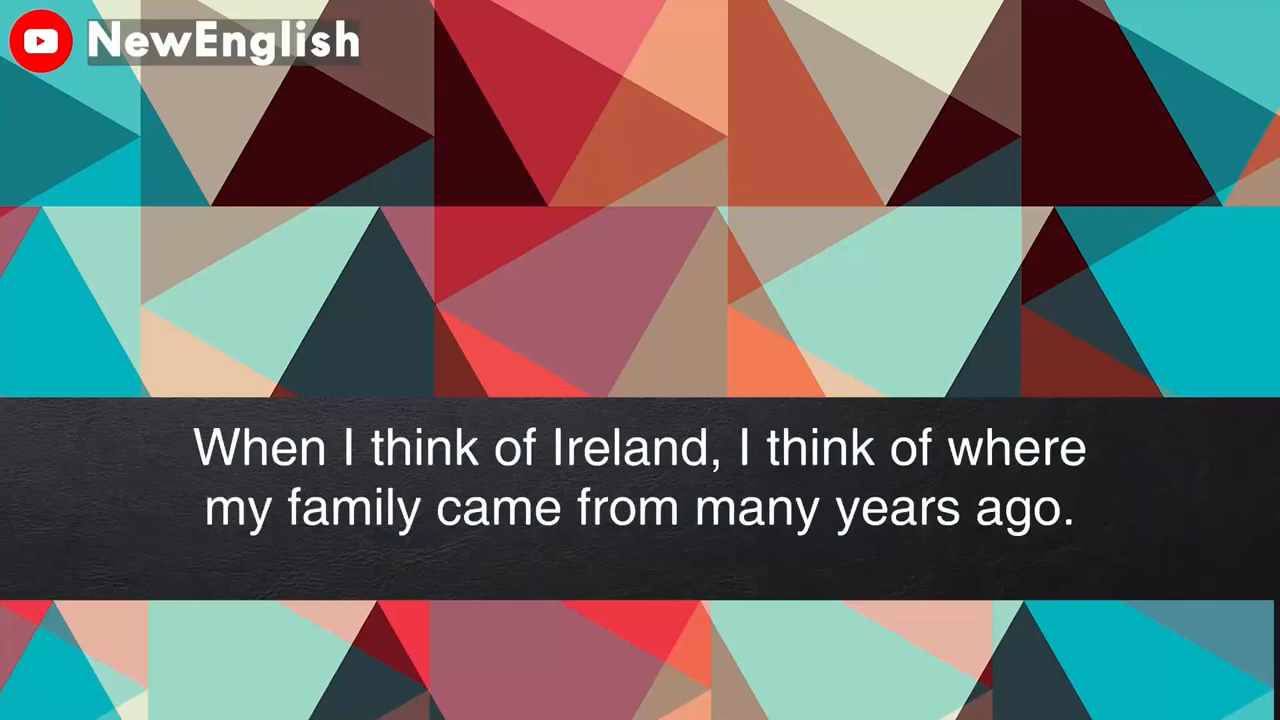 NewEnglish
When I think of Ireland, I think of where
my family came from many years ago.